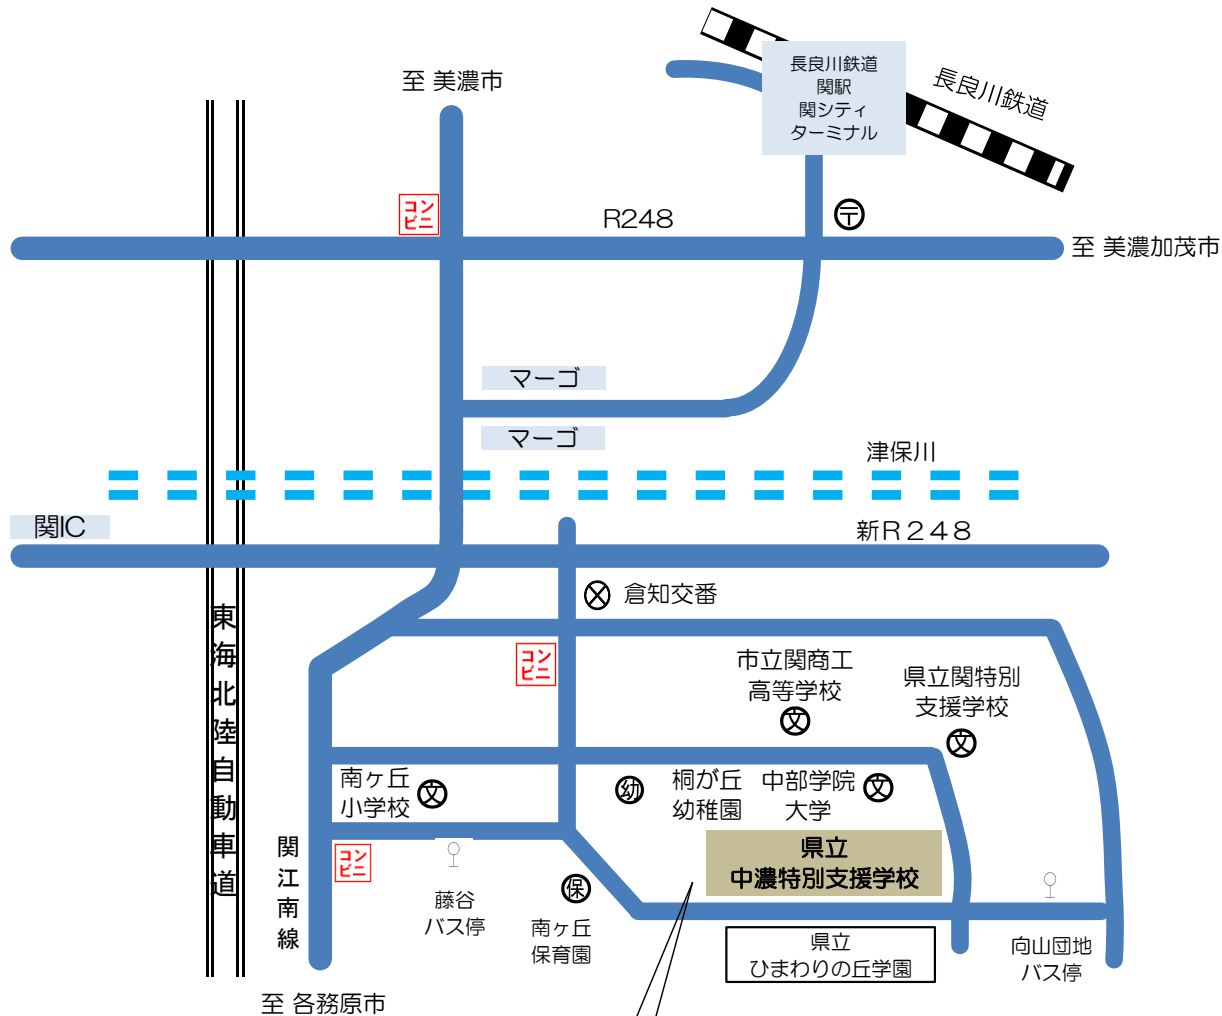 長良川鉄道
関駅
関シティ
ターミナル
長良川鉄道
至 美濃市
コン
ビニ
R248
〒
至 美濃加茂市
マーゴ
マーゴ
津保川
関IC
新R248
東海北陸自動車道
倉知交番
コン
ビニ
市立関商工
高等学校
文
県立関特別
支援学校
文
南ヶ丘
小学校
文
幼
桐が丘
幼稚園
中部学院
大学
文
県立
中濃特別支援学校
関江南線
コン
ビニ
藤谷
バス停
保
南ヶ丘
保育園
県立
ひまわりの丘学園
向山団地
バス停
至 各務原市